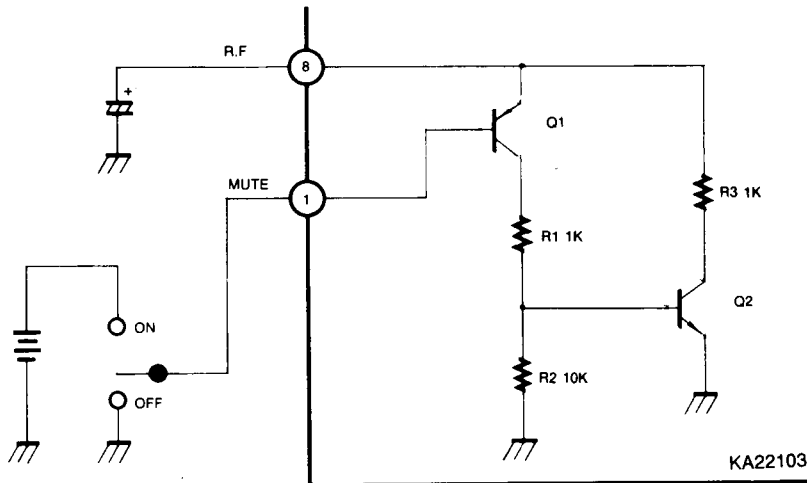 R.F
8
+
Q1
MUTE
1
R3 1K
R1 1K
ON
Q2
OFF
R2 10K
KA22103